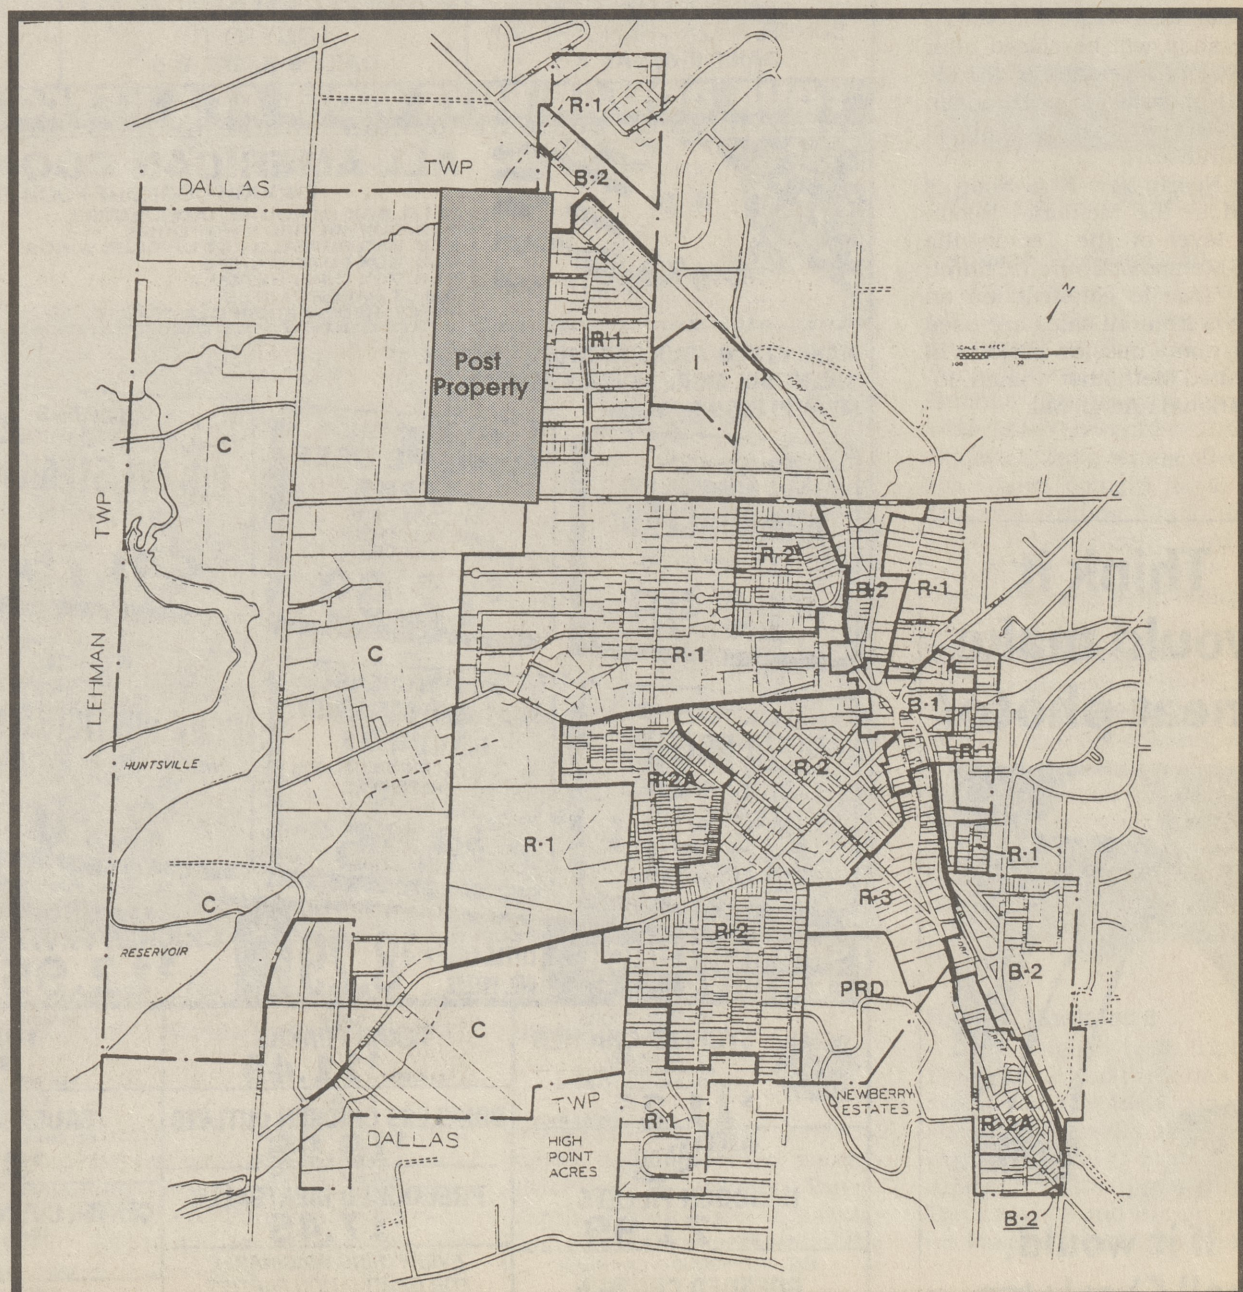 R·1
TWP
DALLAS
B·2
Post
Property
R·1
I
C
TWP
LEHMAN
R·2
B·2
R·1
C
R·1
B·1
HUNTSVILLE
R·2
R·1
R·2A
R·1
R·1
C
R·3
R·2
RESERVOIR
B·2
PRD
C
NEWBERRY
ESTATES
TWP
R·1
R·2A
DALLAS
HIGH
POINT
ACRES
B·2